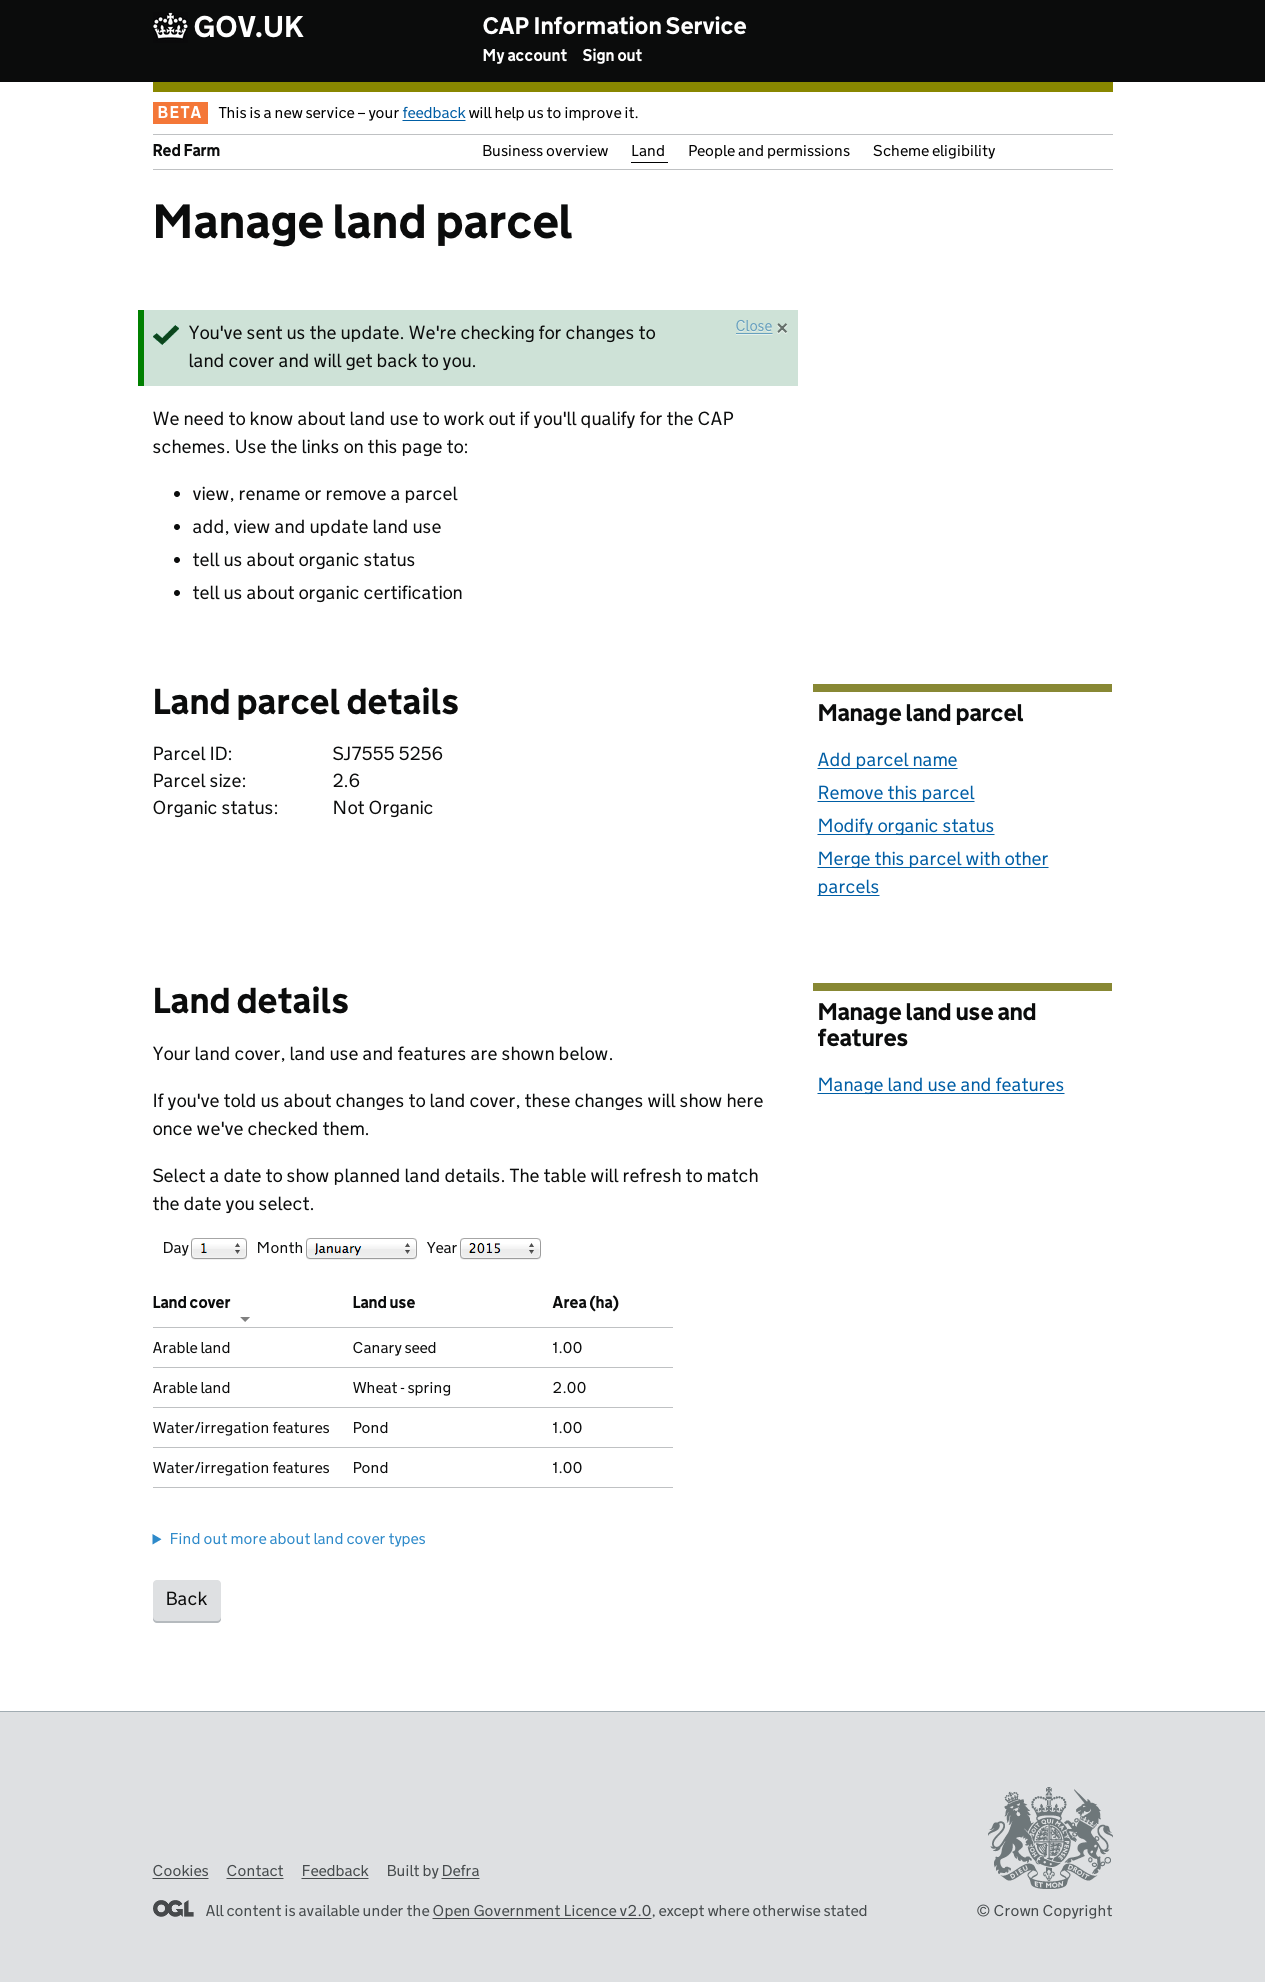 GOV.UK
CAP Information Service
My account Sign out
BETA This is a new service – your feedback will help us to improve it.
Red Farm Business overview Land People and permissions Scheme eligibility
Manage land parcel
You've sent us the update. We're checking for changes to
land cover and will get back to you.
Close
We need to know about land use to work out if you'll qualify for the CAP
schemes. Use the links on this page to:
• view, rename or remove a parcel
• add, view and update land use
• tell us about organic status
• tell us about organic certification
Land parcel details
Parcel ID: SJ7555 5256
Parcel size: 2.6
Organic status: Not Organic
Manage land parcel
Add parcel name
Remove this parcel
Modify organic status
Merge this parcel with other
parcels
Land details
Your land cover, land use and features are shown below.
If you've told us about changes to land cover, these changes will show here
once we've checked them.
Select a date to show planned land details. The table will refresh to match
the date you select.
Manage land use and
features
Manage land use and features
Day 1 Month January Year 2015
Land cover Land use Area (ha)
Arable land Canary seed 1.00
Arable land Wheat - spring 2.00
Water/irregation features Pond 1.00
Water/irregation features Pond 1.00
Find out more about land cover types
Back
Cookies Contact Feedback Built by Defra
OGL All content is available under the Open Government Licence v2.0, except where otherwise stated
DIEU ET MON DROIT
© Crown Copyright